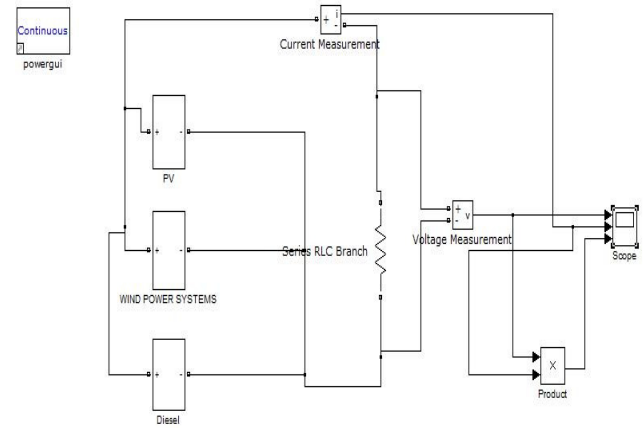 Continuous
powergui
+
i
-
Current Measurement
+ -
PV
+ -
WIND POWER SYSTEMS
+ -
Diesel
Series RLC Branch
+
-
v
Voltage Measurement
Scope
X
Product